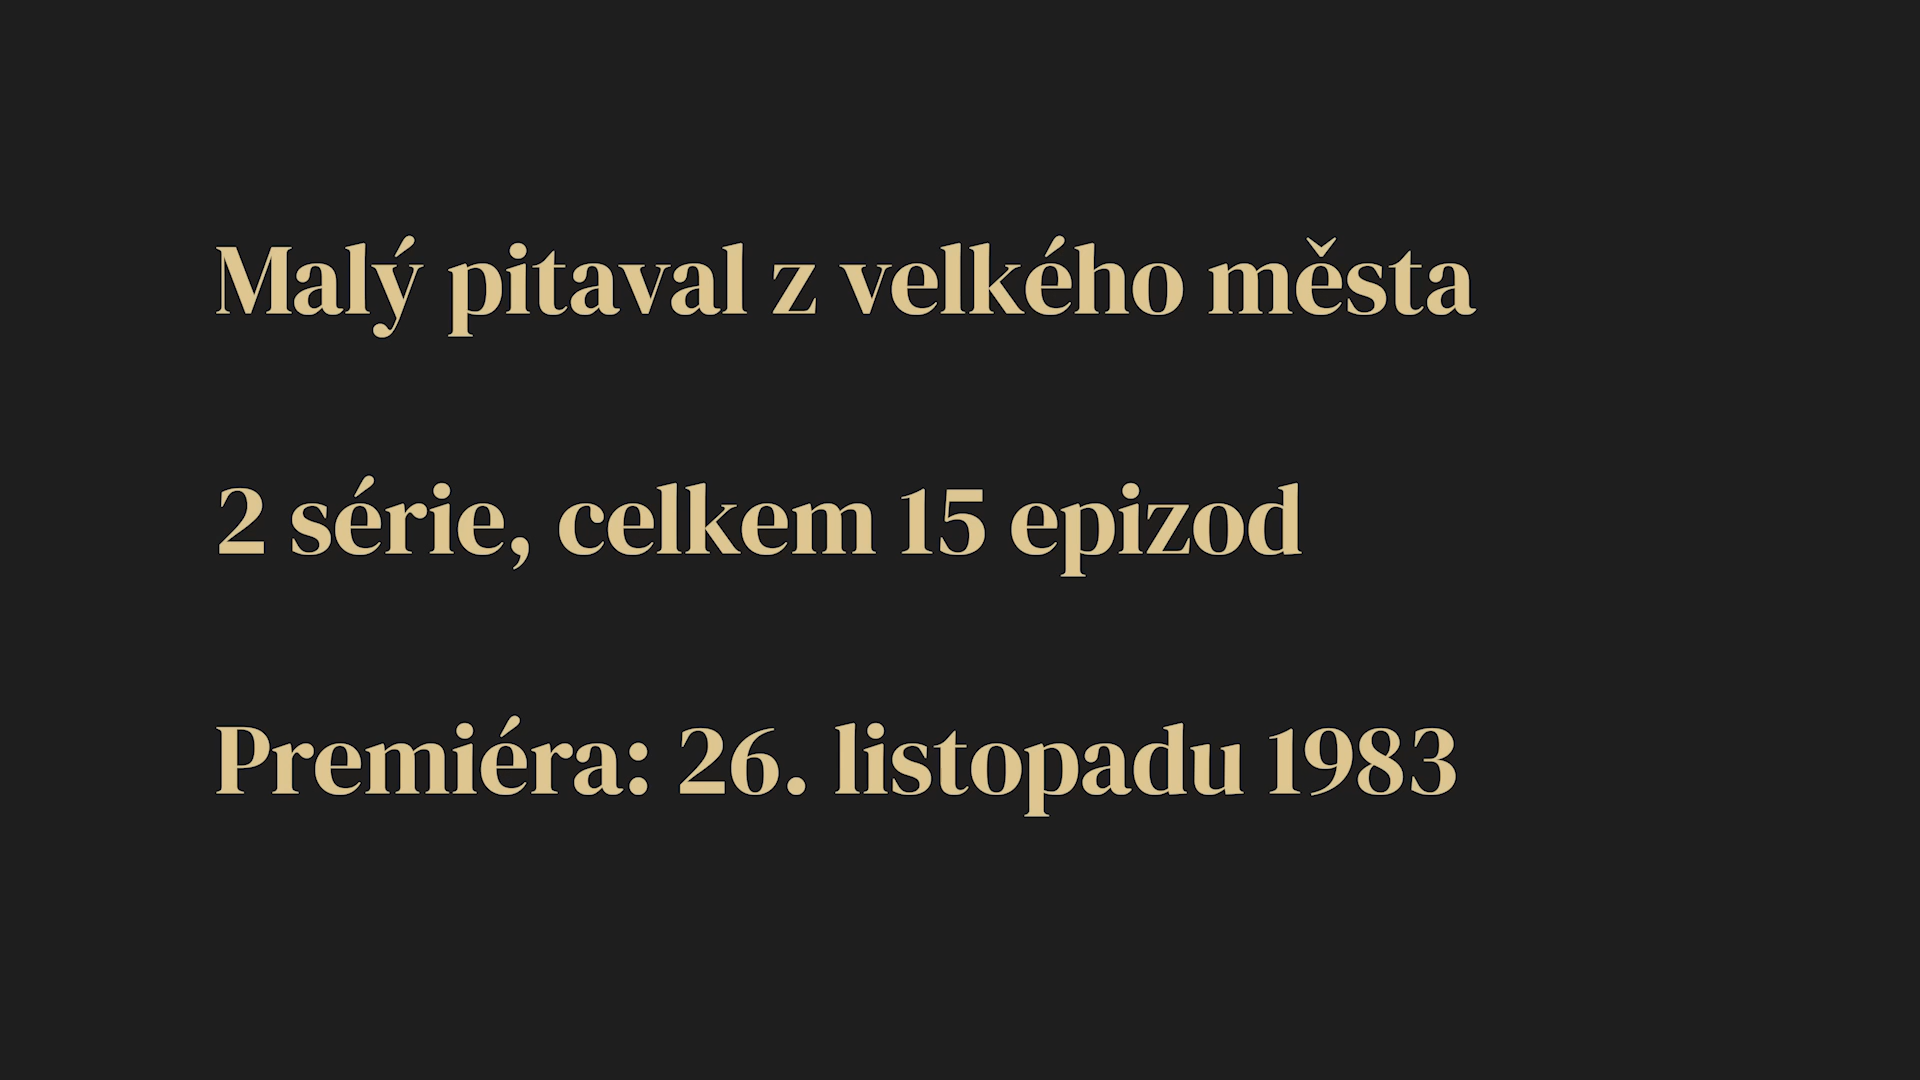 Malý pitaval z velkého města
2 série, celkem 15 epizod
Premiéra: 26. listopadu 1983